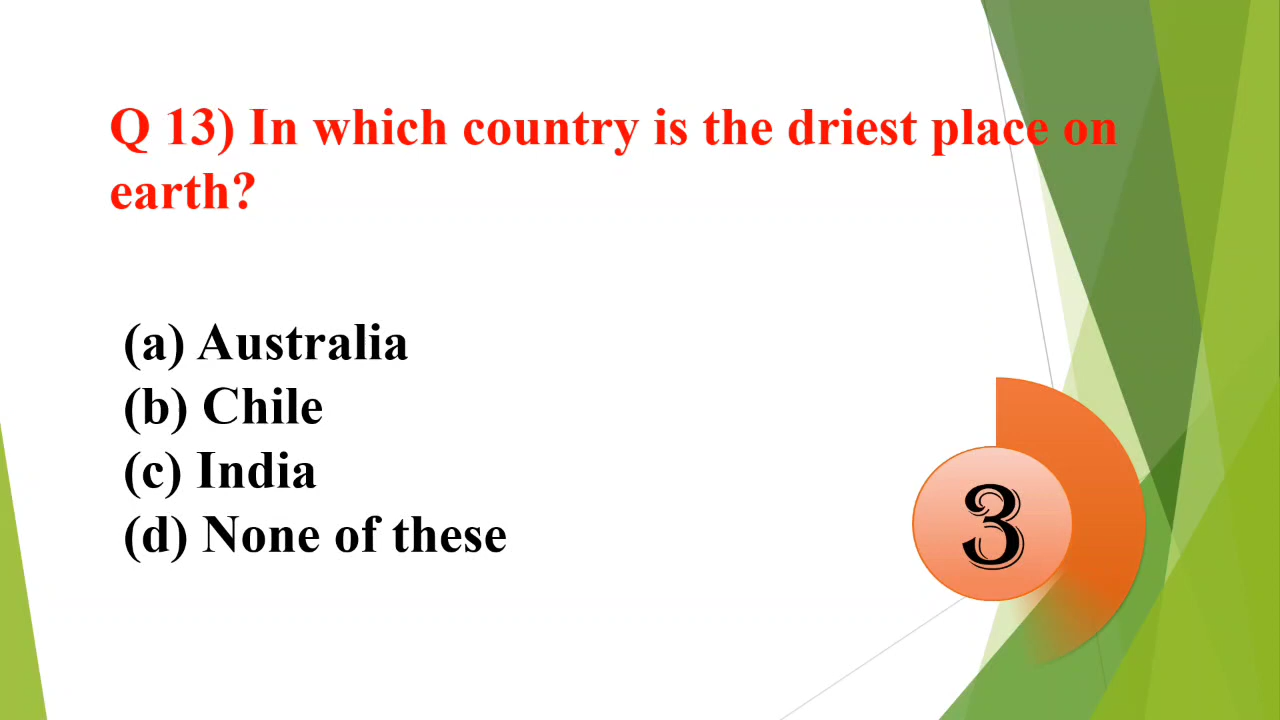 Q 13) In which country is the driest place on
earth?
(a) Australia
(b) Chile
(c) India
(d) None of these
3